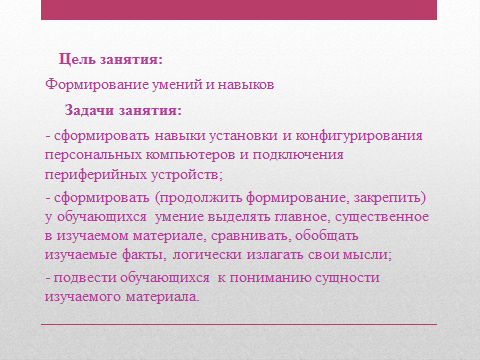 Цель занятия:
Формирование умений и навыков
Задачи занятия:
- сформировать навыки установки и конфигурирования
персональных компьютеров и подключения
периферийных устройств;
- сформировать (продолжить формирование, закрепить)
у обучающихся умение выделять главное, существенное
в изучаемом материале, сравнивать, обобщать
изучаемые факты, логически излагать свои мысли;
- подвести обучающихся к пониманию сущности
изучаемого материала.